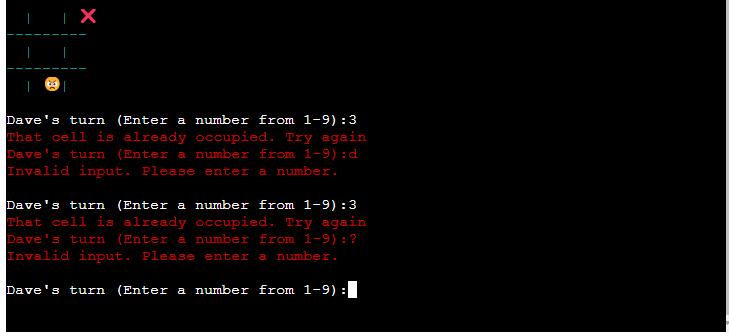 |   | ❌
---------
  |   |
---------
  | 😠|
Dave's turn (Enter a number from 1-9):3
That cell is already occupied. Try again
Dave's turn (Enter a number from 1-9):d
Invalid input. Please enter a number.
Dave's turn (Enter a number from 1-9):3
That cell is already occupied. Try again
Dave's turn (Enter a number from 1-9):?
Invalid input. Please enter a number.
Dave's turn (Enter a number from 1-9):